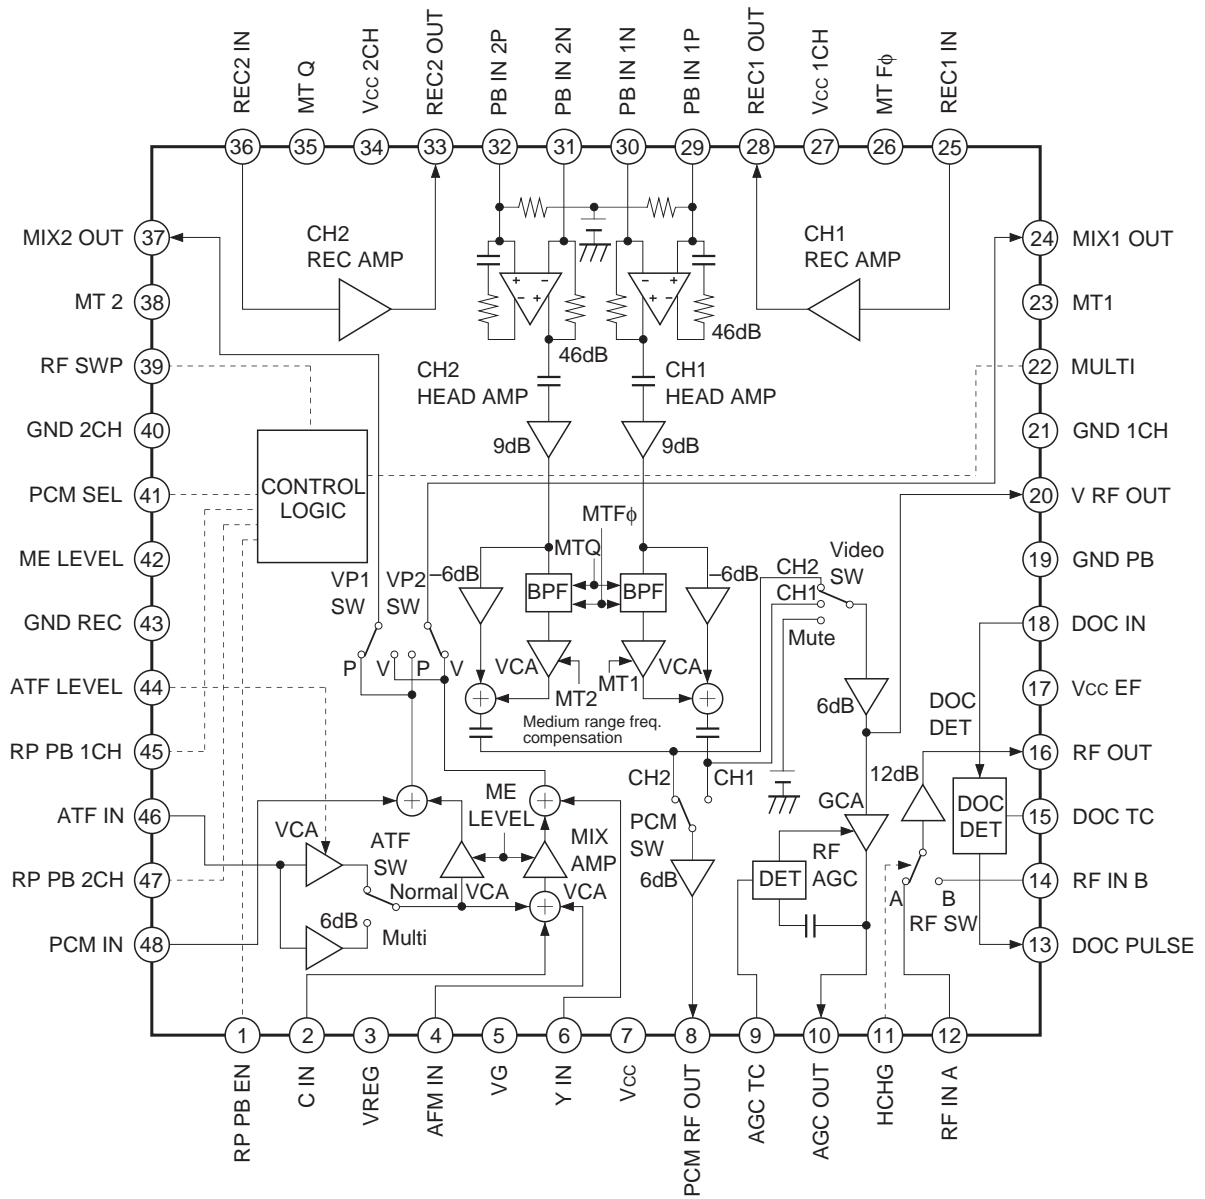 REC2 IN
MT Q
Vcc 2CH
REC2 OUT
PB IN 2P
PB IN 2N
PB IN 1N
PB IN 1P
REC1 OUT
Vcc 1CH
MT Fφ
REC1 IN
36
35
34
33
32
31
30
29
28
27
26
25
MIX2 OUT
37
MT 2
38
RF SWP
39
GND 2CH
40
PCM SEL
41
ME LEVEL
42
GND REC
43
ATF LEVEL
44
RP PB 1CH
45
ATF IN
46
RP PB 2CH
47
PCM IN
48
24
MIX1 OUT
23
MT1
22
MULTI
21
GND 1CH
20
V RF OUT
19
GND PB
18
DOC IN
17
Vcc EF
16
RF OUT
15
DOC TC
14
RF IN B
13
DOC PULSE
CH2
REC AMP
CH1
REC AMP
+
−
−
+
−
+
+
−
46dB
46dB
CH2
HEAD AMP
CH1
HEAD AMP
9dB
9dB
CONTROL
LOGIC
MTFφ
MTQ
BPF
BPF
–6dB
–6dB
VP1
SW
VP2
SW
P
V
P
V
VCA
VCA
MT2
MT1
+
+
Medium range freq.
compensation
CH2
CH1
Mute
Video
SW
6dB
DOC
DET
12dB
GCA
DOC
DET
CH2
CH1
PCM
SW
6dB
RF
AGC
DET
A
B
RF SW
+
+
ME
LEVEL
MIX
AMP
VCA
ATF
SW
Normal
VCA
VCA
+
6dB
Multi
1
2
3
4
5
6
7
8
9
10
11
12
RP PB EN
C IN
VREG
AFM IN
VG
Y IN
Vcc
PCM RF OUT
AGC TC
AGC OUT
HCHG
RF IN A